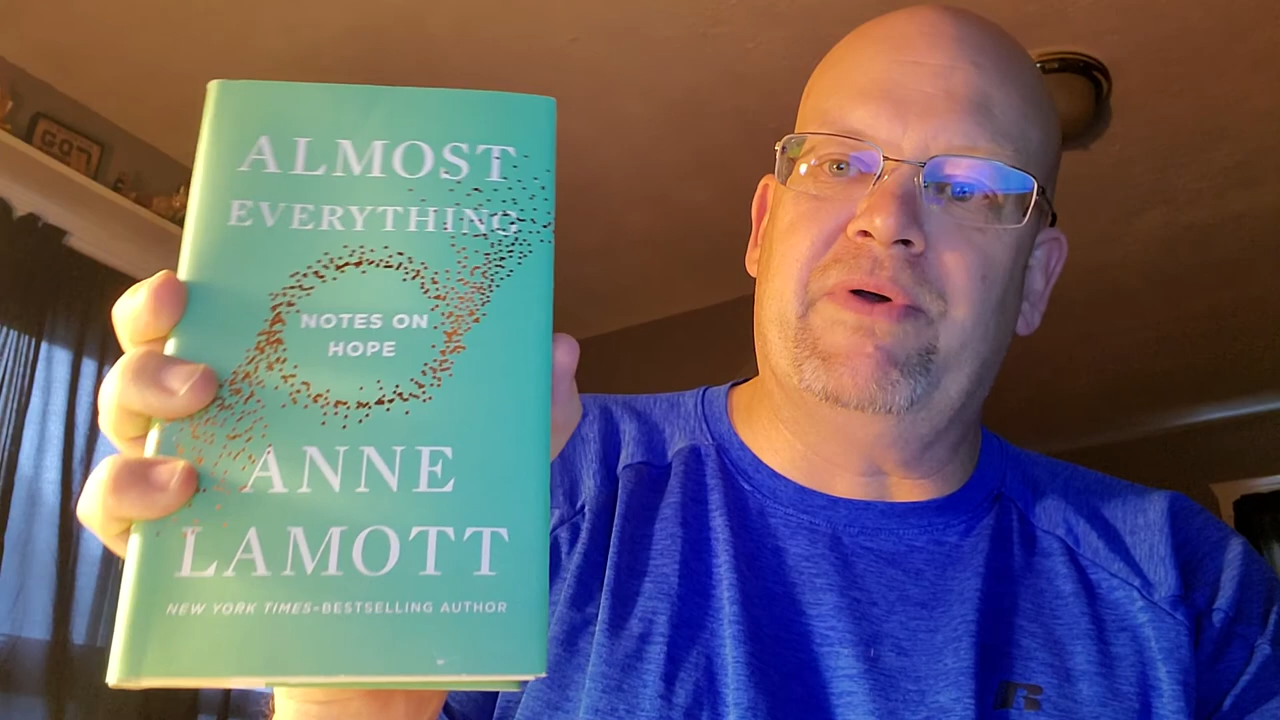 ALMOST
EVERYTHING
NOTES ON
HOPE
ANNE
LAMOTT
NEW YORK TIMES–BESTSELLING AUTHOR
R